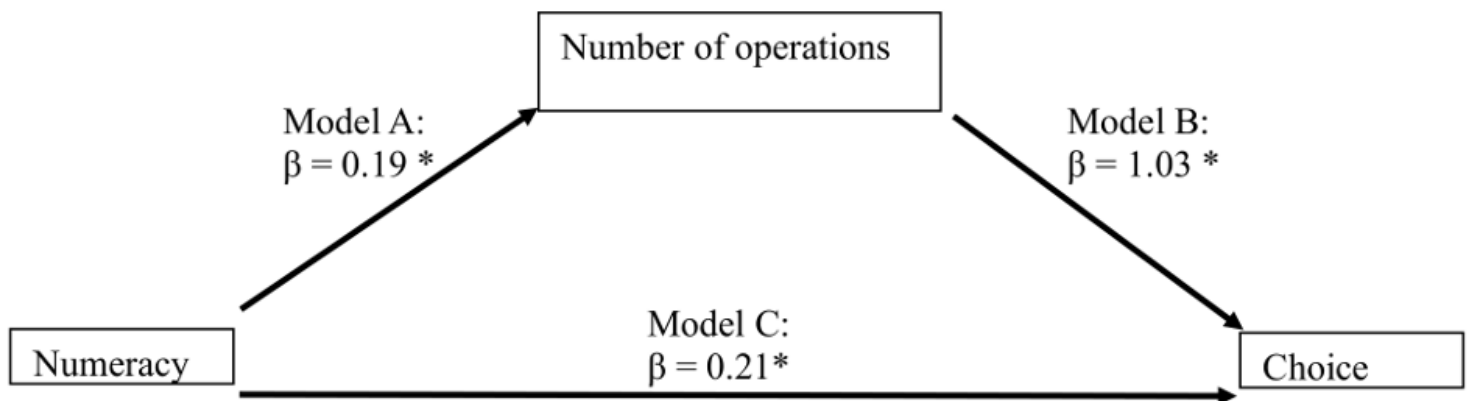 Number of operations
Model A:
β = 0.19 *
Model B:
β = 1.03 *
Model C:
β = 0.21*
Numeracy
Choice